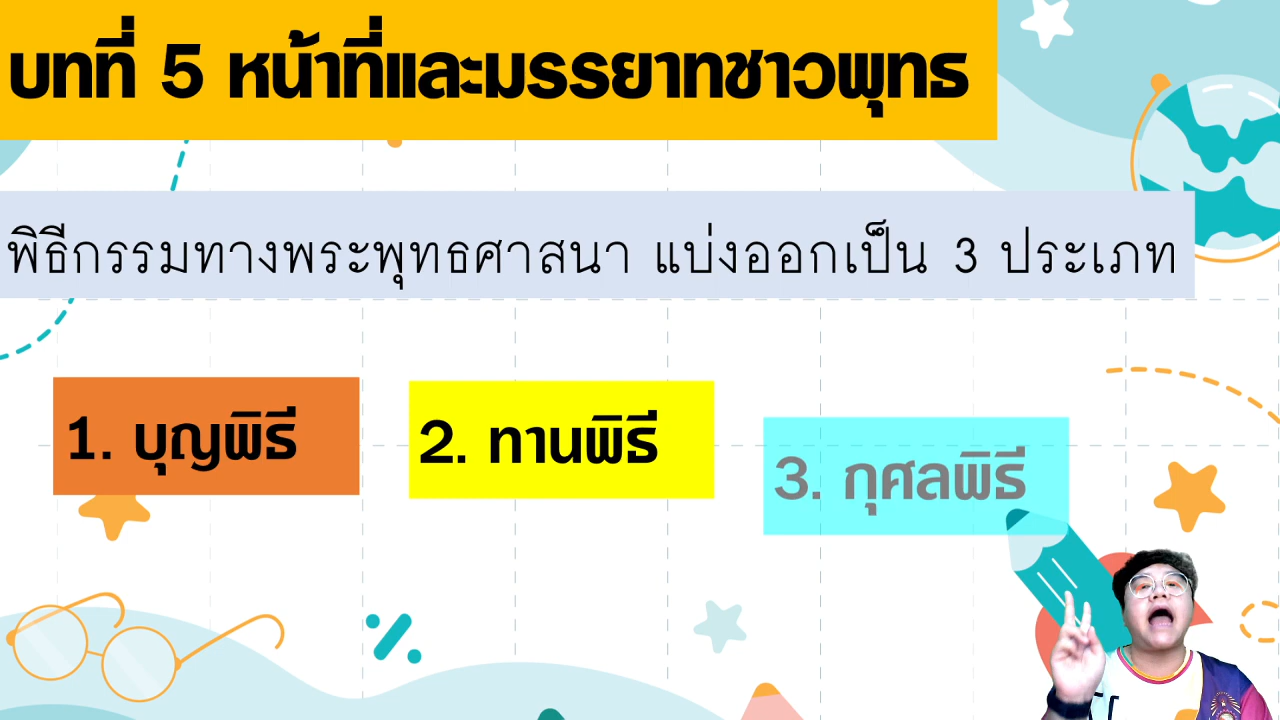 บทที่ 5 หน้าที่และมรรยาทชาวพุทธ
พิธีกรรมทางพระพุทธศาสนา แบ่งออกเป็น 3 ประเภท
1. บุญพิธี
2. ทานพิธี
3. กุศลพิธี